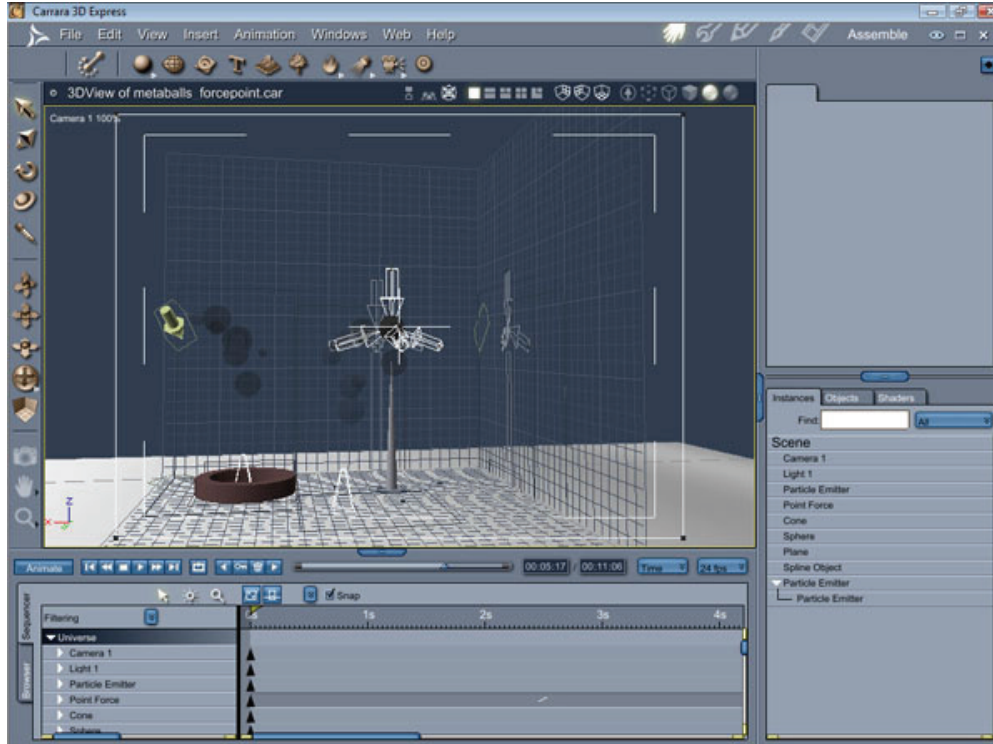 Carrara 3D Express
File Edit View Insert Animation Windows Web Help
Assemble
3DView of metaballs forcepoint.car
Camera 1 100%
Z
X
Instances Objects Shaders
Find: All
Scene
Camera 1
Light 1
Particle Emitter
Point Force
Cone
Sphere
Plane
Spline Object
Particle Emitter
Particle Emitter
Animate 00:05:17 / 00:11:06 Time 24 fps
Snap
Sequencer
Browser
Filtering 0s 1s 2s 3s 4s
Universe
Camera 1
Light 1
Particle Emitter
Point Force
Cone
Sphere